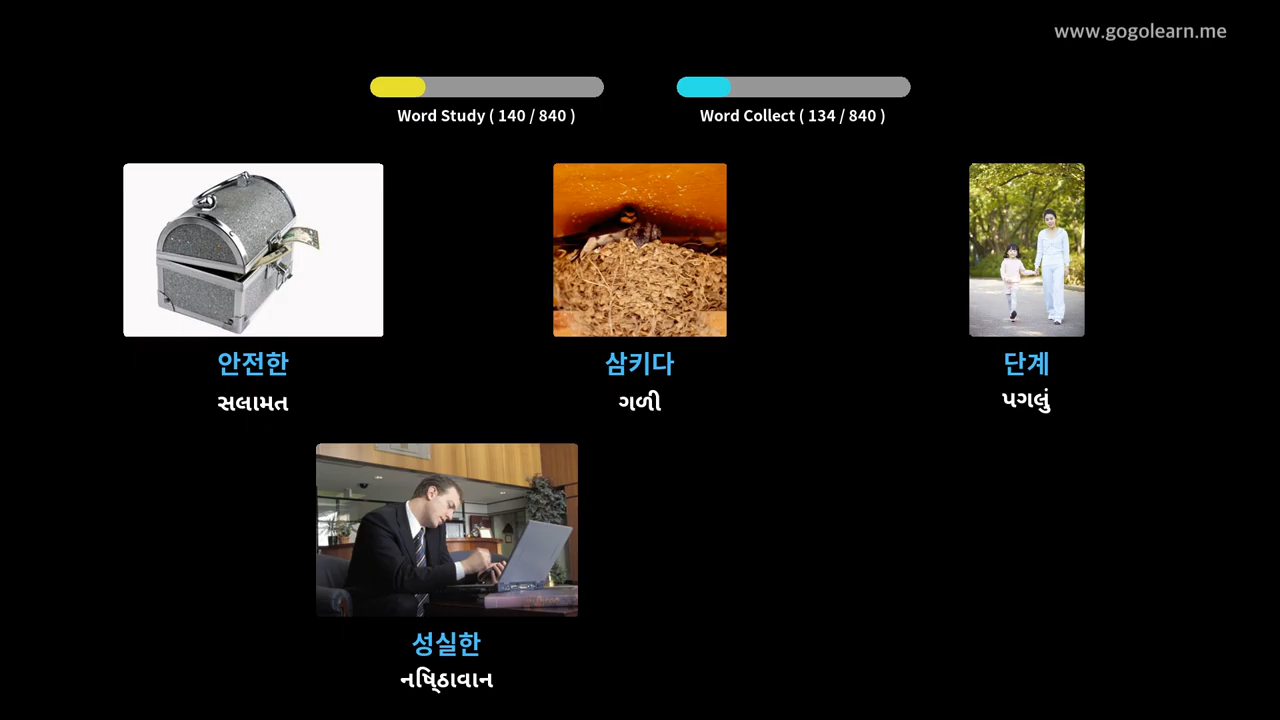 www.gogolearn.me
Word Study ( 140 / 840 )
Word Collect ( 134 / 840 )
안전한
삼키다
단계
સલામત
ગળી
પગલું
성실한
નષ્ઠિાવાન